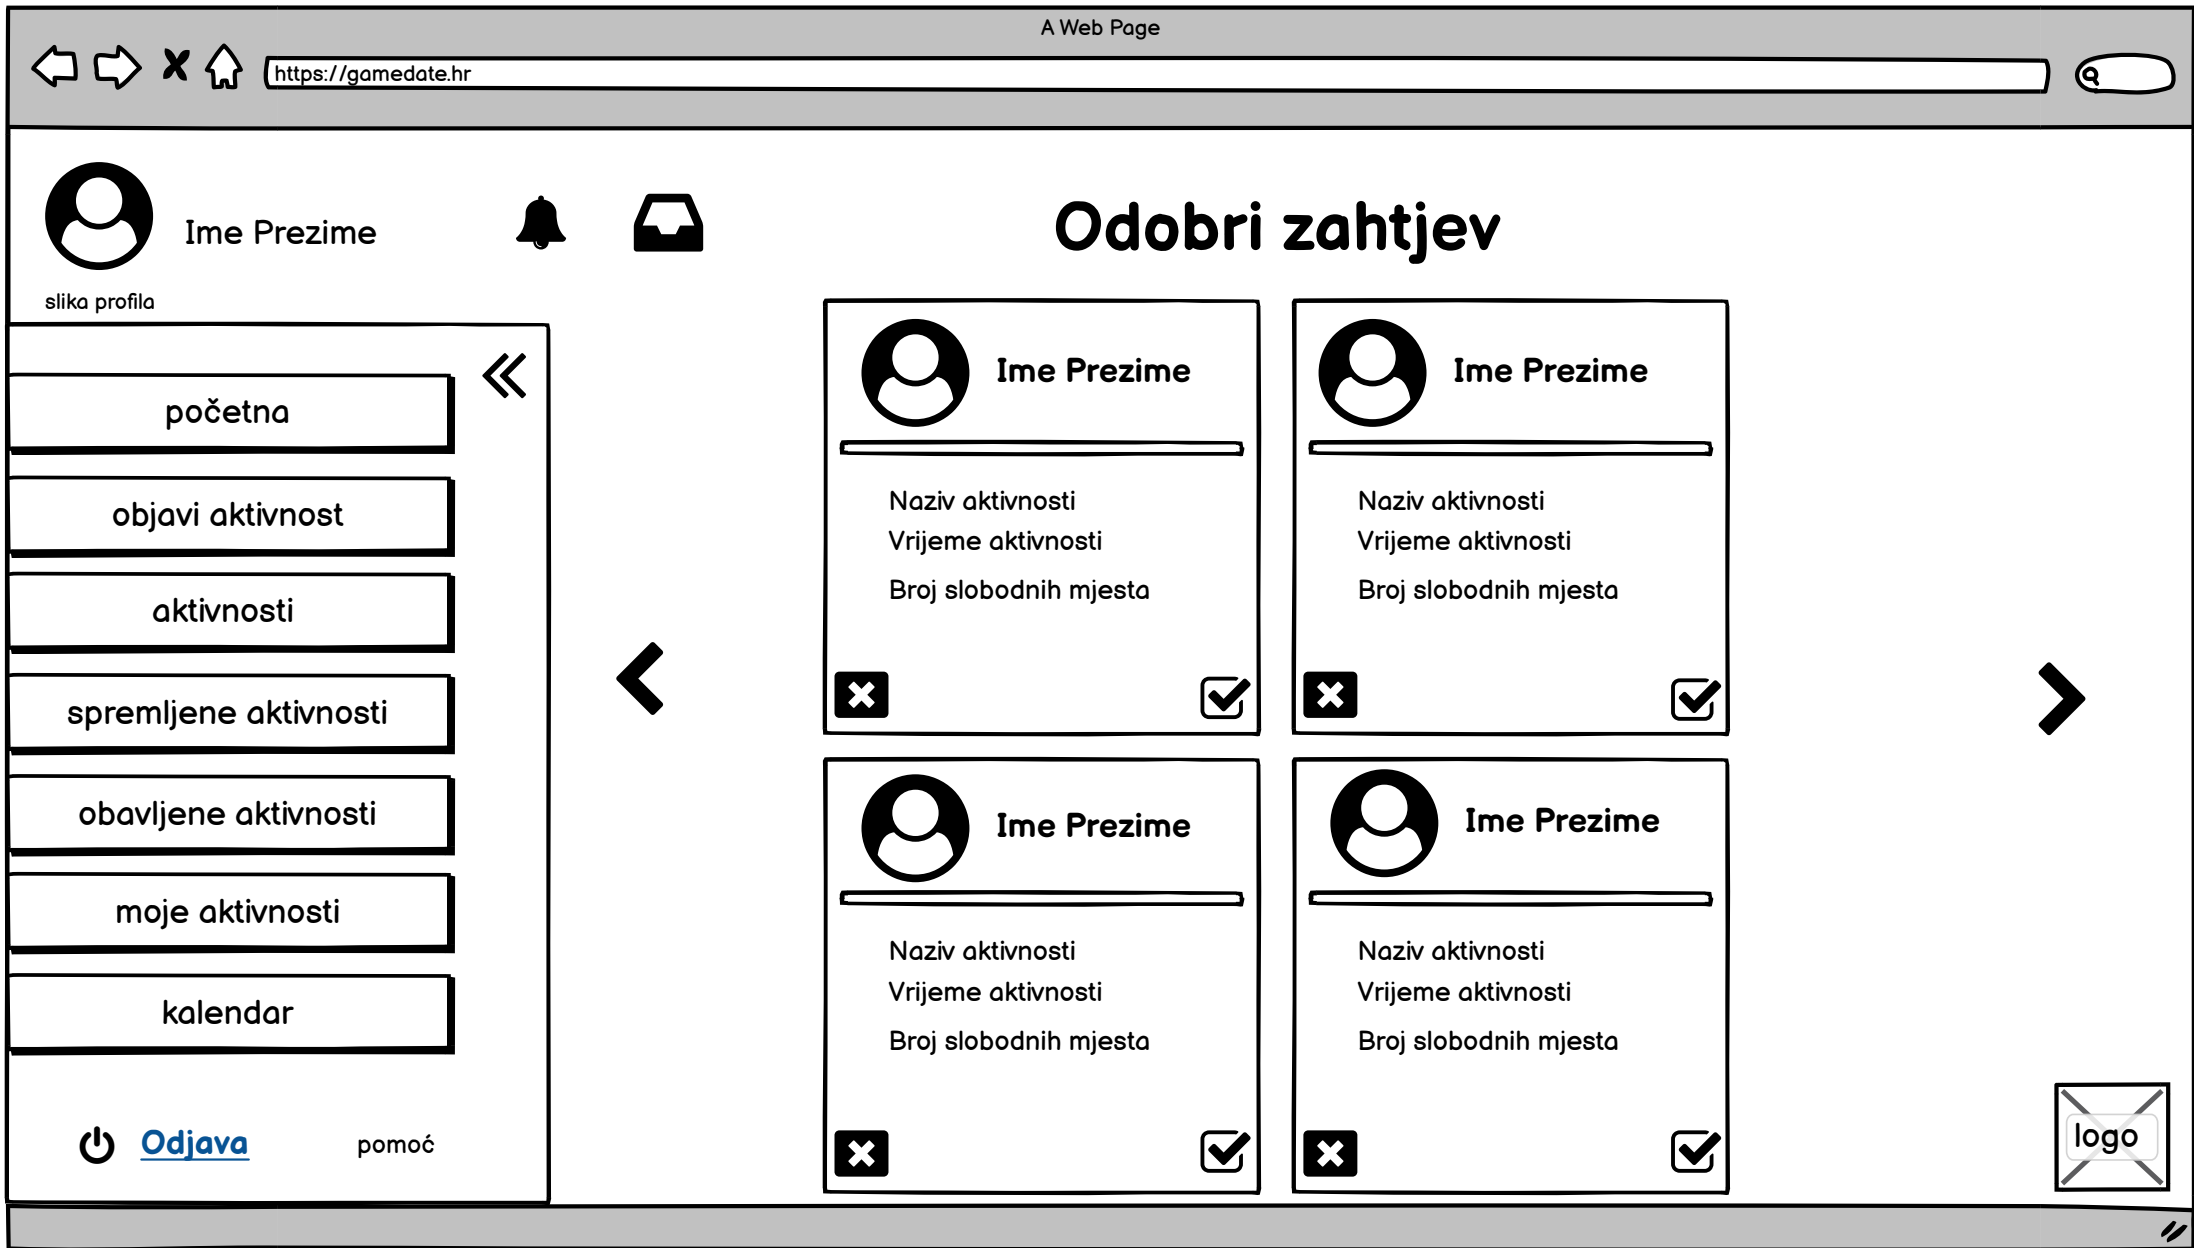 A Web Page
https://gamedate.hr
Ime Prezime
Odobri zahtjev
slika profila
početna
objavi aktivnost
aktivnosti
spremljene aktivnosti
obavljene aktivnosti
moje aktivnosti
kalendar
Odjava
pomoć
Ime Prezime
Naziv aktivnosti
Vrijeme aktivnosti
Broj slobodnih mjesta
Ime Prezime
Naziv aktivnosti
Vrijeme aktivnosti
Broj slobodnih mjesta
Ime Prezime
Naziv aktivnosti
Vrijeme aktivnosti
Broj slobodnih mjesta
Ime Prezime
Naziv aktivnosti
Vrijeme aktivnosti
Broj slobodnih mjesta
logo